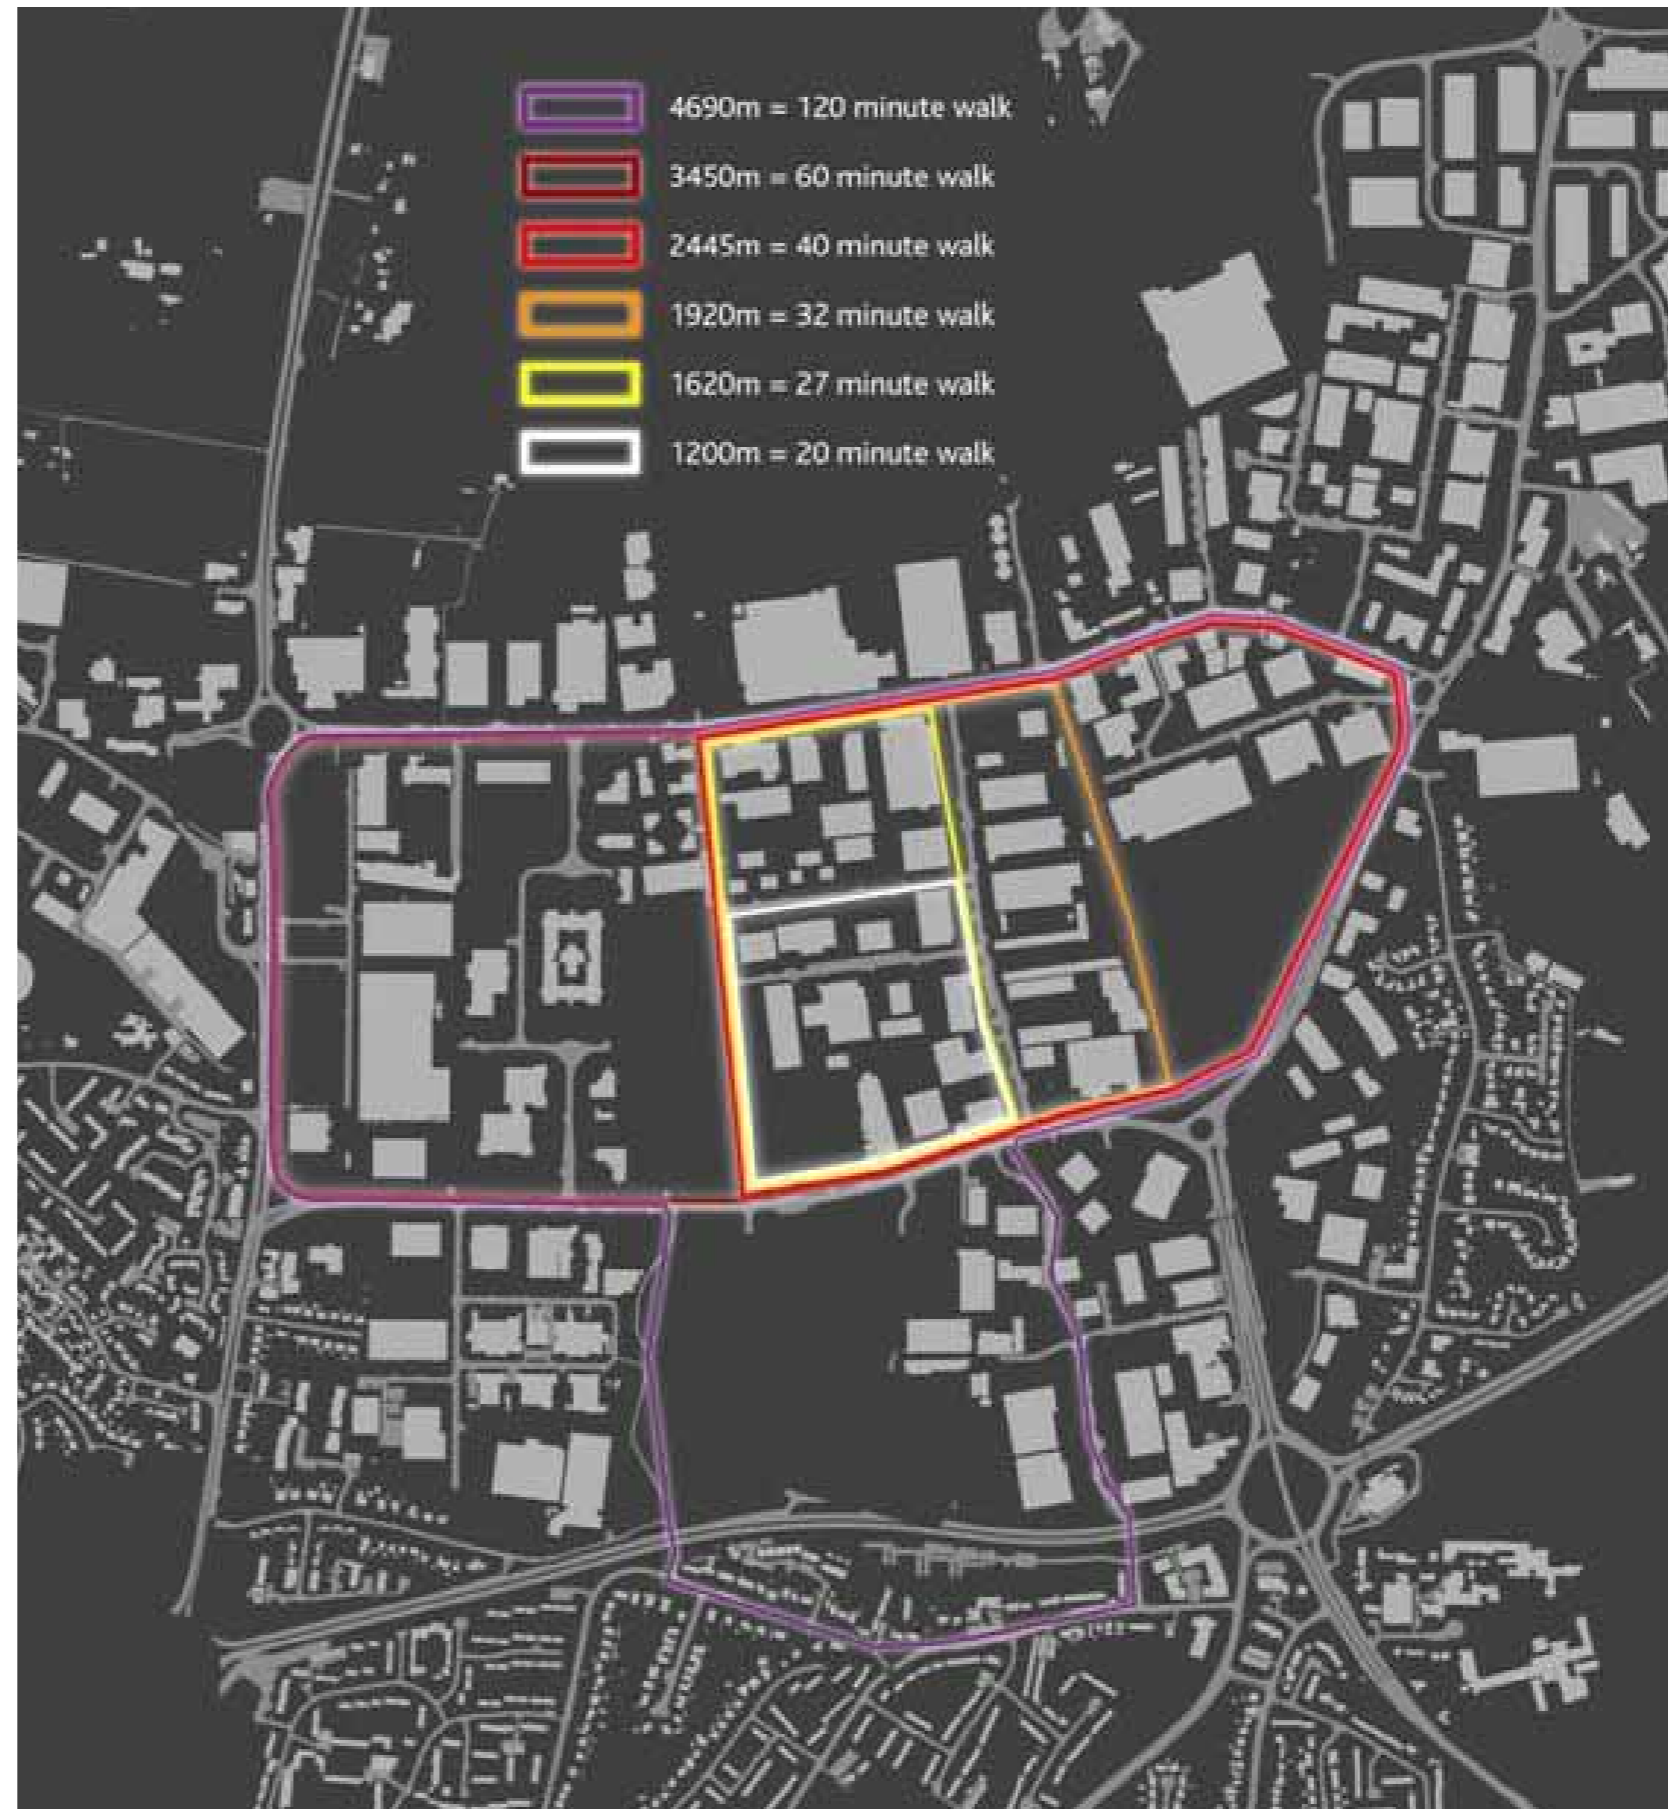 4690m = 120 minute walk
3450m = 60 minute walk
2445m = 40 minute walk
1920m = 32 minute walk
1620m = 27 minute walk
1200m = 20 minute walk